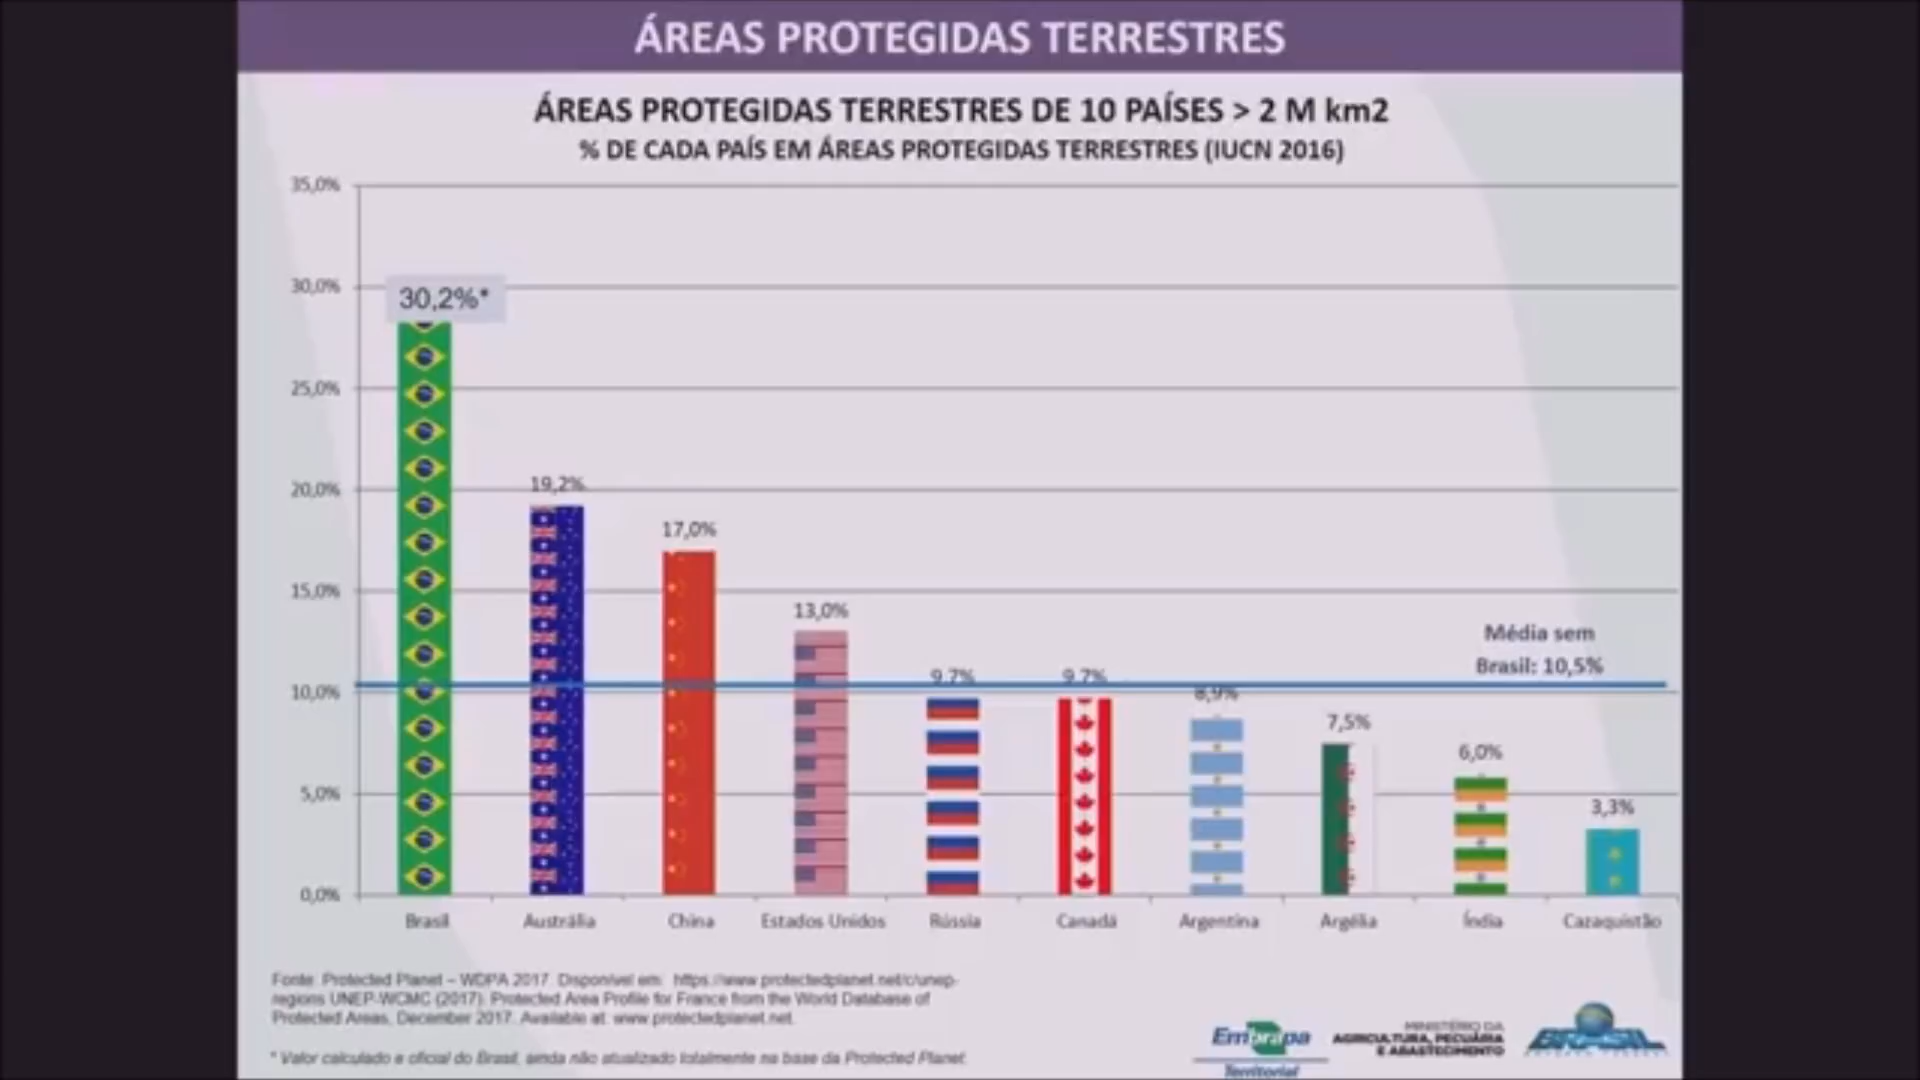 ÁREAS PROTEGIDAS TERRESTRES
ÁREAS PROTEGIDAS TERRESTRES DE 10 PAÍSES > 2 M km2
% DE CADA PAÍS EM ÁREAS PROTEGIDAS TERRESTRES (IUCN 2016)
35,0%
30,0%
30,2%*
25,0%
20,0%
19,2%
17,0%
15,0%
13,0%
Média sem
Brasil: 10,5%
10,0%
9,7%
9,7%
8,9%
7,5%
6,0%
5,0%
3,3%
0,0%
Brasil
Austrália
China
Estados Unidos
Rússia
Canadá
Argentina
Argélia
Índia
Cazaquistão
Fonte: Protected Planet – WDPA 2017. Disponível em: https://www.protectedplanet.net/c/unep-
regions UNEP-WCMC (2017). Protected Area Profile for France from the World Database of
Protected Areas, December 2017. Available at: www.protectedplanet.net.
* Valor calculado e oficial do Brasil, ainda não atualizado totalmente na base da Protected Planet.
Embrapa
Territorial
MINISTÉRIO DA
AGRICULTURA, PECUÁRIA
E ABASTECIMENTO
BRASIL